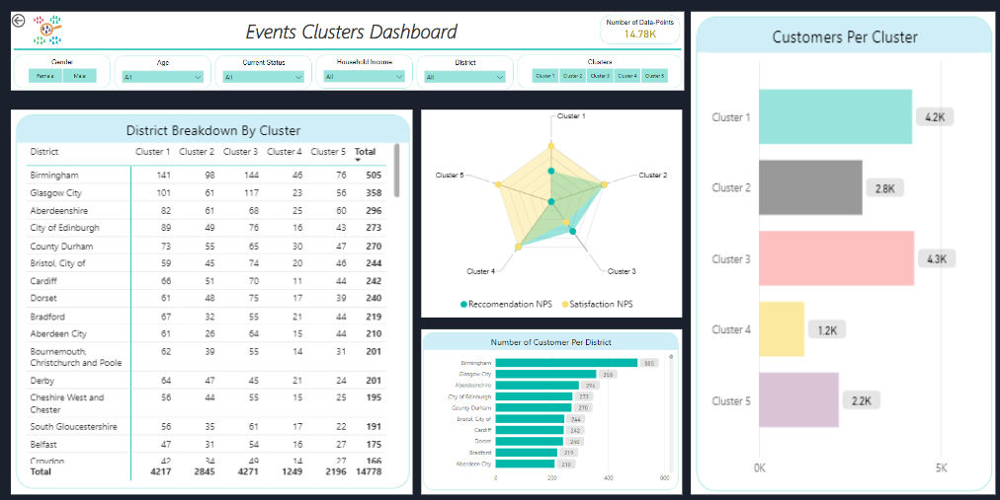 Events Clusters Dashboard
Number of Data-Points
14.78K
Gender
Female Male
Age
All
Current Status
All
Household Income
All
District
All
Clusters
Cluster 1 Cluster 2 Cluster 3 Cluster 4 Cluster 5
District Breakdown By Cluster
District Cluster 1 Cluster 2 Cluster 3 Cluster 4 Cluster 5 Total
Birmingham 141 98 144 46 76 505
Glasgow City 101 61 117 23 56 358
Aberdeenshire 82 61 68 25 60 296
City of Edinburgh 89 49 76 16 43 273
County Durham 73 55 65 30 47 270
Bristol, City of 59 45 74 20 46 244
Cardiff 66 51 70 11 44 242
Dorset 61 48 75 17 39 240
Bradford 67 32 55 21 44 219
Aberdeen City 61 26 64 15 44 210
Bournemouth, 62 39 55 14 31 201
Christchurch and Poole
Derby 64 47 45 21 24 201
Cheshire West and 56 44 55 15 25 195
Chester
South Gloucestershire 56 35 61 17 22 191
Belfast 47 31 54 16 27 175
Croydon 42 34 49 14 27 166
Total 4217 2845 4271 1249 2196 14778
Cluster 1
Cluster 5
Cluster 2
Cluster 4
Cluster 3
Reccomendation NPS Satisfaction NPS
Number of Customer Per District
Birmingham 505
Glasgow City 358
Aberdeenshire 296
City of Edinburgh 273
County Durham 270
Bristol, City of 244
Cardiff 242
Dorset 240
Bradford 219
Aberdeen City 210
0 200 400 600
Customers Per Cluster
Cluster 1 4.2K
Cluster 2 2.8K
Cluster 3 4.3K
Cluster 4 1.2K
Cluster 5 2.2K
0K 5K